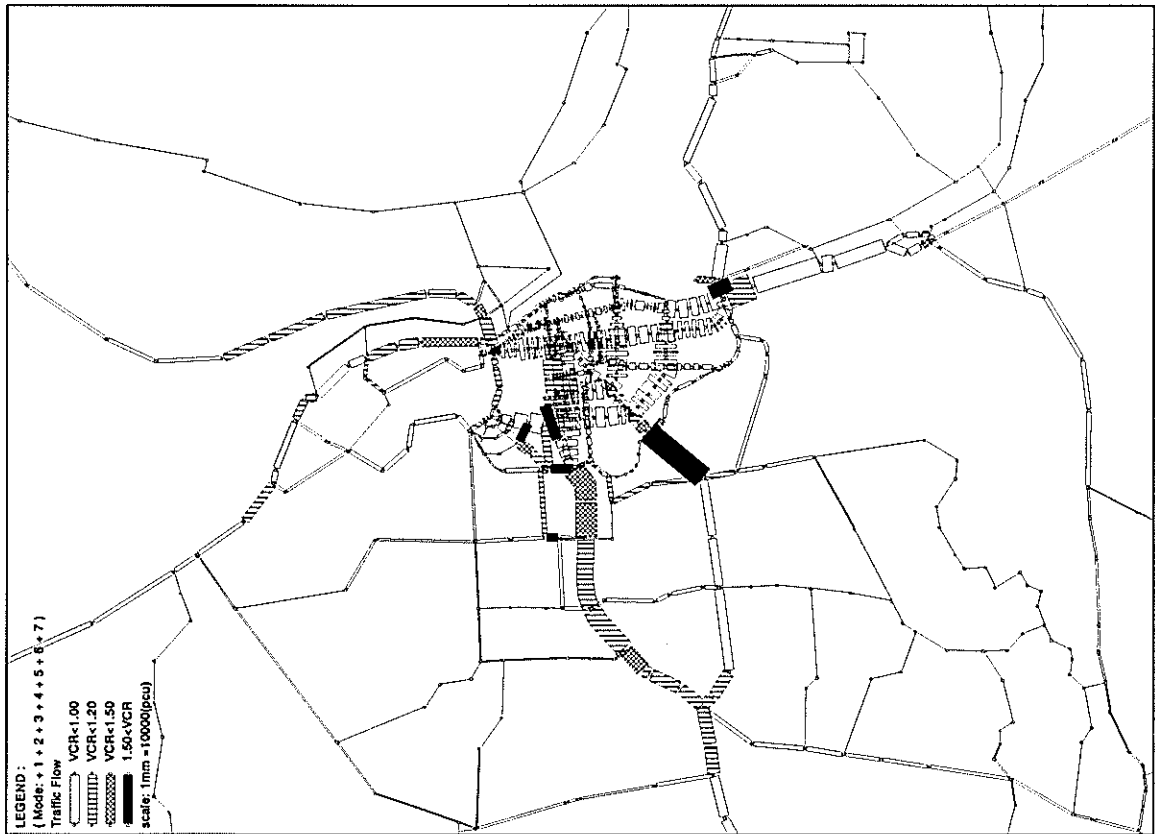 LEGEND :
( Mode: + 1 + 2 + 3 + 4 + 5 + 6 + 7 )
Traffic Flow
VCR<1.00
VCR<1.20
VCR<1.50
1.50<VCR
scale: 1mm =10000(pcu)